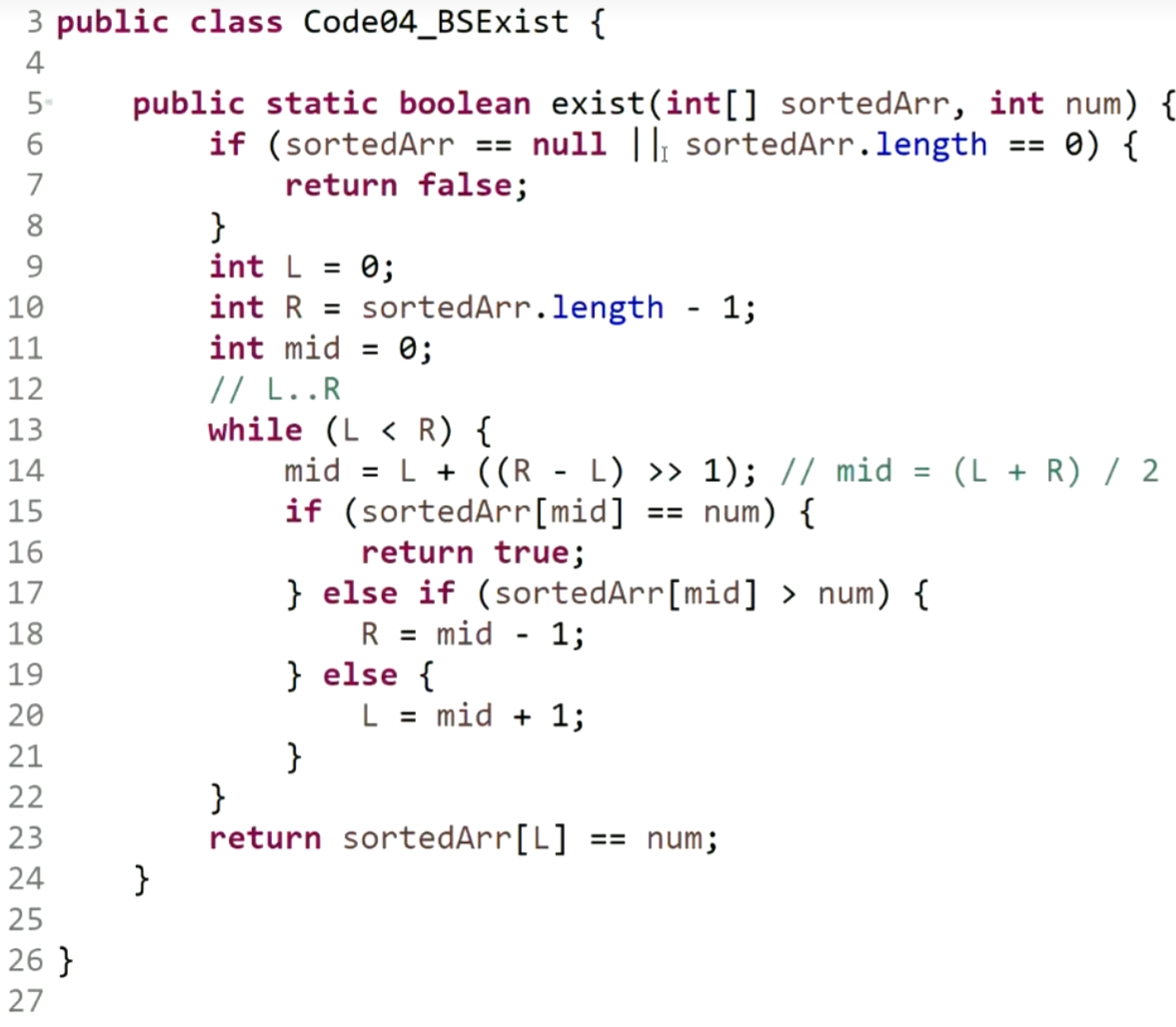 3 public class Code04_BSExist {
4
5     public static boolean exist(int[] sortedArr, int num) {
6         if (sortedArr == null || sortedArr.length == 0) {
7             return false;
8         }
9         int L = 0;
10         int R = sortedArr.length - 1;
11         int mid = 0;
12         // L..R
13         while (L < R) {
14             mid = L + ((R - L) >> 1); // mid = (L + R) / 2
15             if (sortedArr[mid] == num) {
16                 return true;
17             } else if (sortedArr[mid] > num) {
18                 R = mid - 1;
19             } else {
20                 L = mid + 1;
21             }
22         }
23         return sortedArr[L] == num;
24     }
25
26 }
27